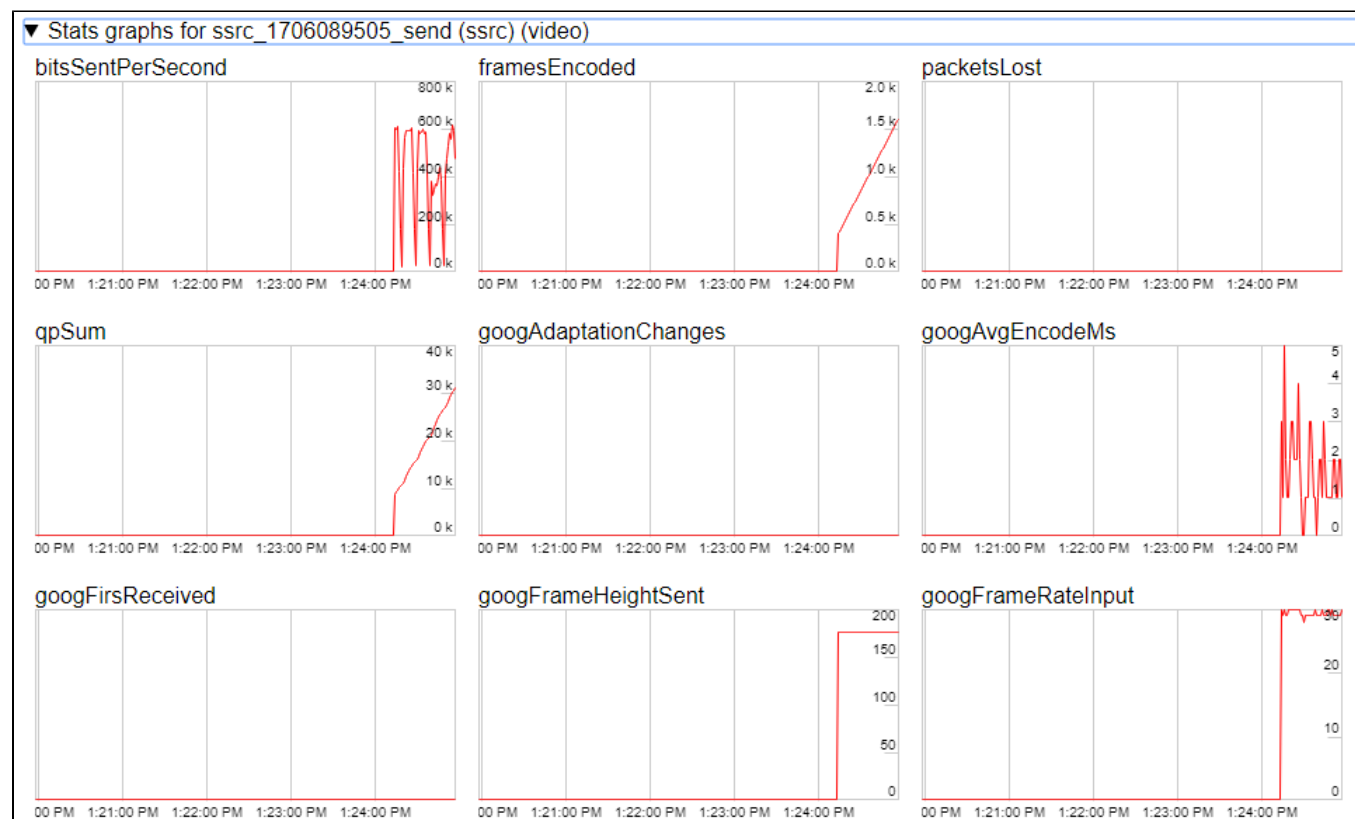 ▼ Stats graphs for ssrc_1706089505_send (ssrc) (video)
bitsSentPerSecond
800 k
600 k
400 k
200 k
0 k
00 PM 1:21:00 PM 1:22:00 PM 1:23:00 PM 1:24:00 PM
framesEncoded
2.0 k
1.5 k
1.0 k
0.5 k
0.0 k
00 PM 1:21:00 PM 1:22:00 PM 1:23:00 PM 1:24:00 PM
packetsLost
00 PM 1:21:00 PM 1:22:00 PM 1:23:00 PM 1:24:00 PM
qpSum
40 k
30 k
20 k
10 k
0 k
00 PM 1:21:00 PM 1:22:00 PM 1:23:00 PM 1:24:00 PM
googAdaptationChanges
00 PM 1:21:00 PM 1:22:00 PM 1:23:00 PM 1:24:00 PM
googAvgEncodeMs
5
4
3
2
1
0
00 PM 1:21:00 PM 1:22:00 PM 1:23:00 PM 1:24:00 PM
googFirsReceived
00 PM 1:21:00 PM 1:22:00 PM 1:23:00 PM 1:24:00 PM
googFrameHeightSent
200
150
100
50
0
00 PM 1:21:00 PM 1:22:00 PM 1:23:00 PM 1:24:00 PM
googFrameRateInput
30
20
10
0
00 PM 1:21:00 PM 1:22:00 PM 1:23:00 PM 1:24:00 PM